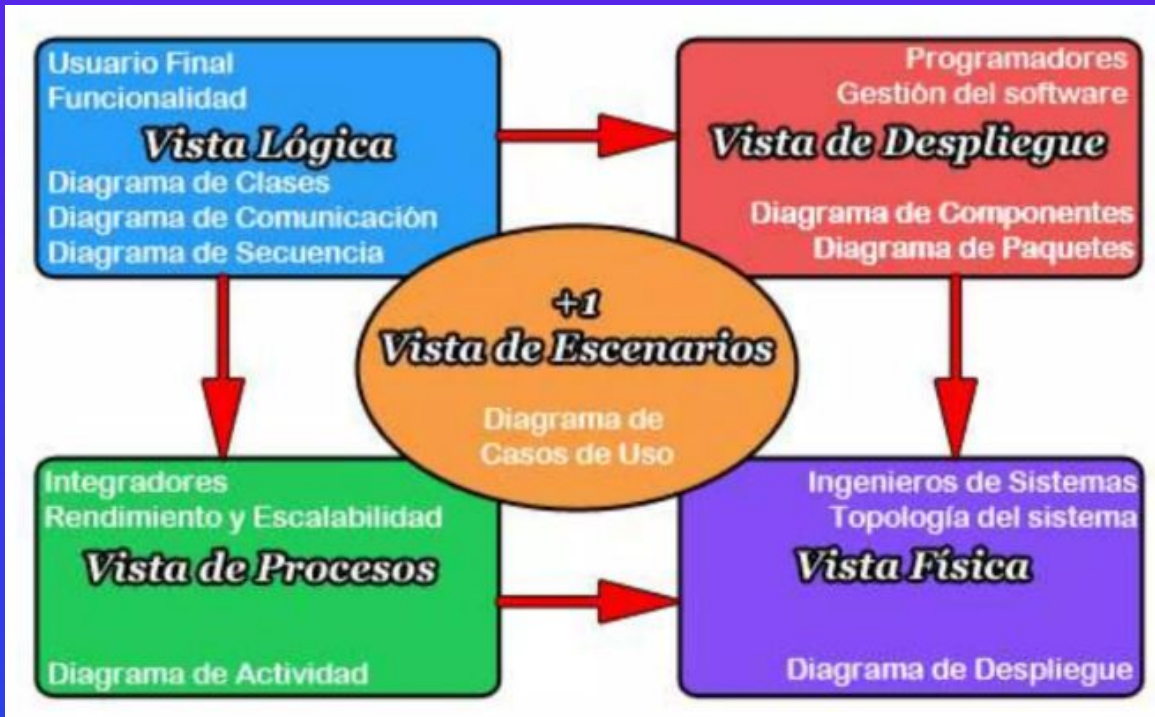 Usuario Final
Funcionalidad
Vista Lógica
Diagrama de Clases
Diagrama de Comunicación
Diagrama de Secuencia
Programadores
Gestión del software
Vista de Despliegue
Diagrama de Componentes
Diagrama de Paquetes
+1
Vista de Escenarios
Diagrama de
Casos de Uso
Integradores
Rendimiento y Escalabilidad
Vista de Procesos
Diagrama de Actividad
Ingenieros de Sistemas
Topología del sistema
Vista Física
Diagrama de Despliegue